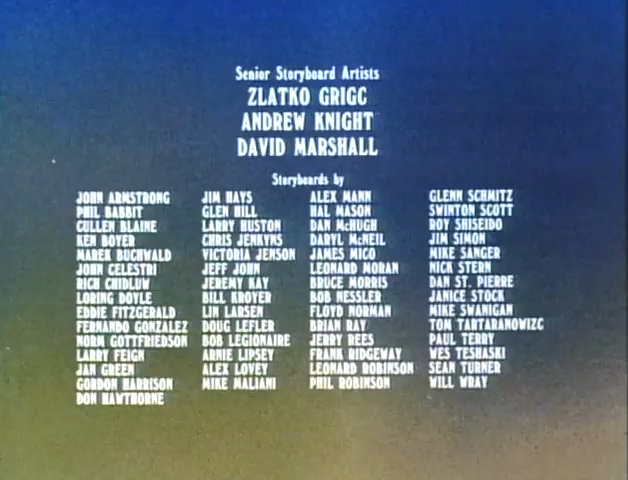 Senior Storyboard Artists
ZLATKO GRIGC
ANDREW KNIGHT
DAVID MARSHALL
Storyboards by
JOHN ARMSTRONG
PHIL BABBIT
CULLEN BLAINE
KEN BOYER
MAREK BUCHWALD
JOHN CELESTRI
RICH CHIDLUW
LORING DOYLE
EDDIE FITZGERALD
FERNANDO GONZALEZ
NORM GOTTFRIEDSON
LARRY FEIGN
JAN GREEN
GORDON HARRISON
DON HAWTHORNE
JIM HAYS
GLEN HILL
LARRY HUSTON
CHRIS JENKYNS
VICTORIA JENSON
JEFF JOHN
JEREMY KAY
BILL KROYER
LIN LARSEN
DOUG LEFLER
BOB LEGIONAIRE
ARNIE LIPSEY
ALEX LOVEY
MIKE MALIANI
ALEX MANN
HAL MASON
DAN McHUGH
DARYL McNEIL
JAMES MICO
LEONARD MORAN
BRUCE MORRIS
BOB NESSLER
FLOYD NORMAN
BRIAN RAY
JERRY REES
FRANK RIDGEWAY
LEONARD ROBINSON
PHIL ROBINSON
GLENN SCHMITZ
SWINTON SCOTT
ROY SHISEIDO
JIM SIMON
MIKE SANGER
NICK STERN
DAN ST. PIERRE
JANICE STOCK
MIKE SWANIGAN
TOM TARTARANOWIZC
PAUL TERRY
WES TESHASKI
SEAN TURNER
WILL WRAY